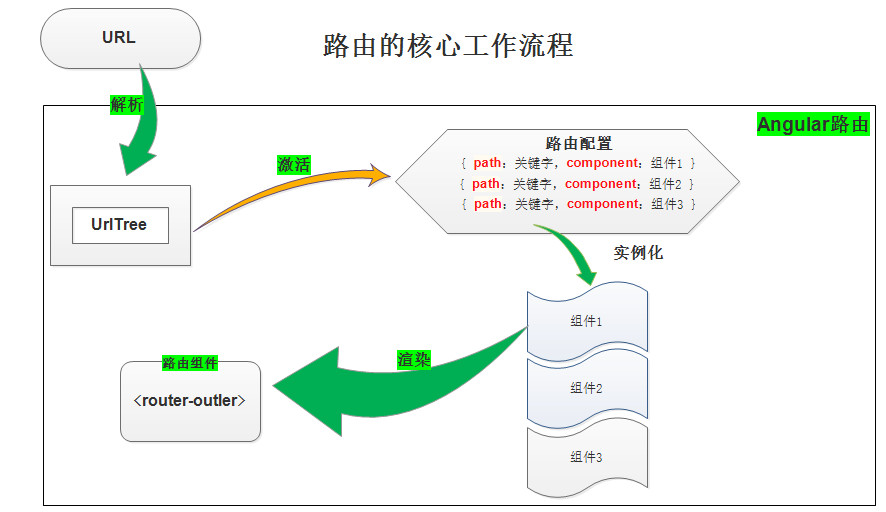 URL
路由的核心工作流程
解析
Angular路由
激活
路由配置
{ path：关键字，component：组件1 }
{ path：关键字，component：组件2 }
{ path：关键字，component：组件3 }
UrlTree
实例化
组件1
渲染
路由组件
<router-outler>
组件2
组件3